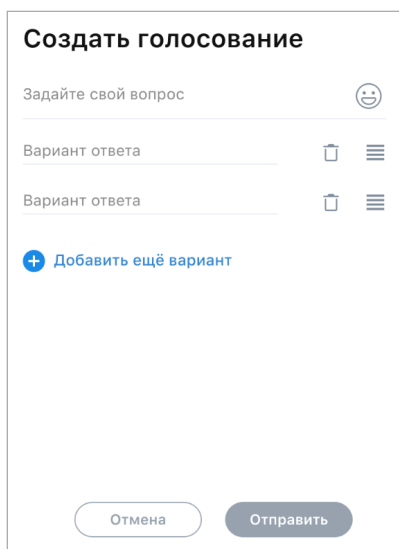 Создать голосование
Задайте свой вопрос
Вариант ответа
Вариант ответа
Добавить ещё вариант
Отмена
Отправить